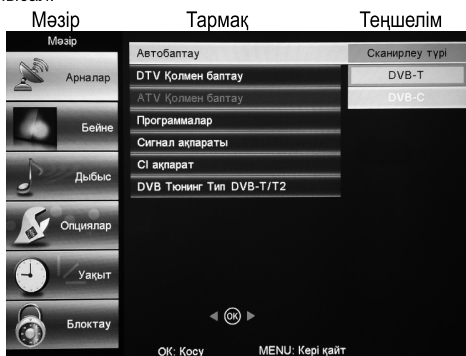 Мәзір Тармақ Теңшелім
Мәзір
Арналар
Бейне
Дыбыс
Опциялар
Уақыт
Блоктау
Автобаптау
DTV Қолмен баптау
ATV Қолмен баптау
Программалар
Сигнал ақпараты
CI ақпарат
DVB Тюнинг Тип DVB-T/T2
Сканирлеу түрі
DVB-T
DVB-C
OK
OK: Қосу MENU: Кері қайт